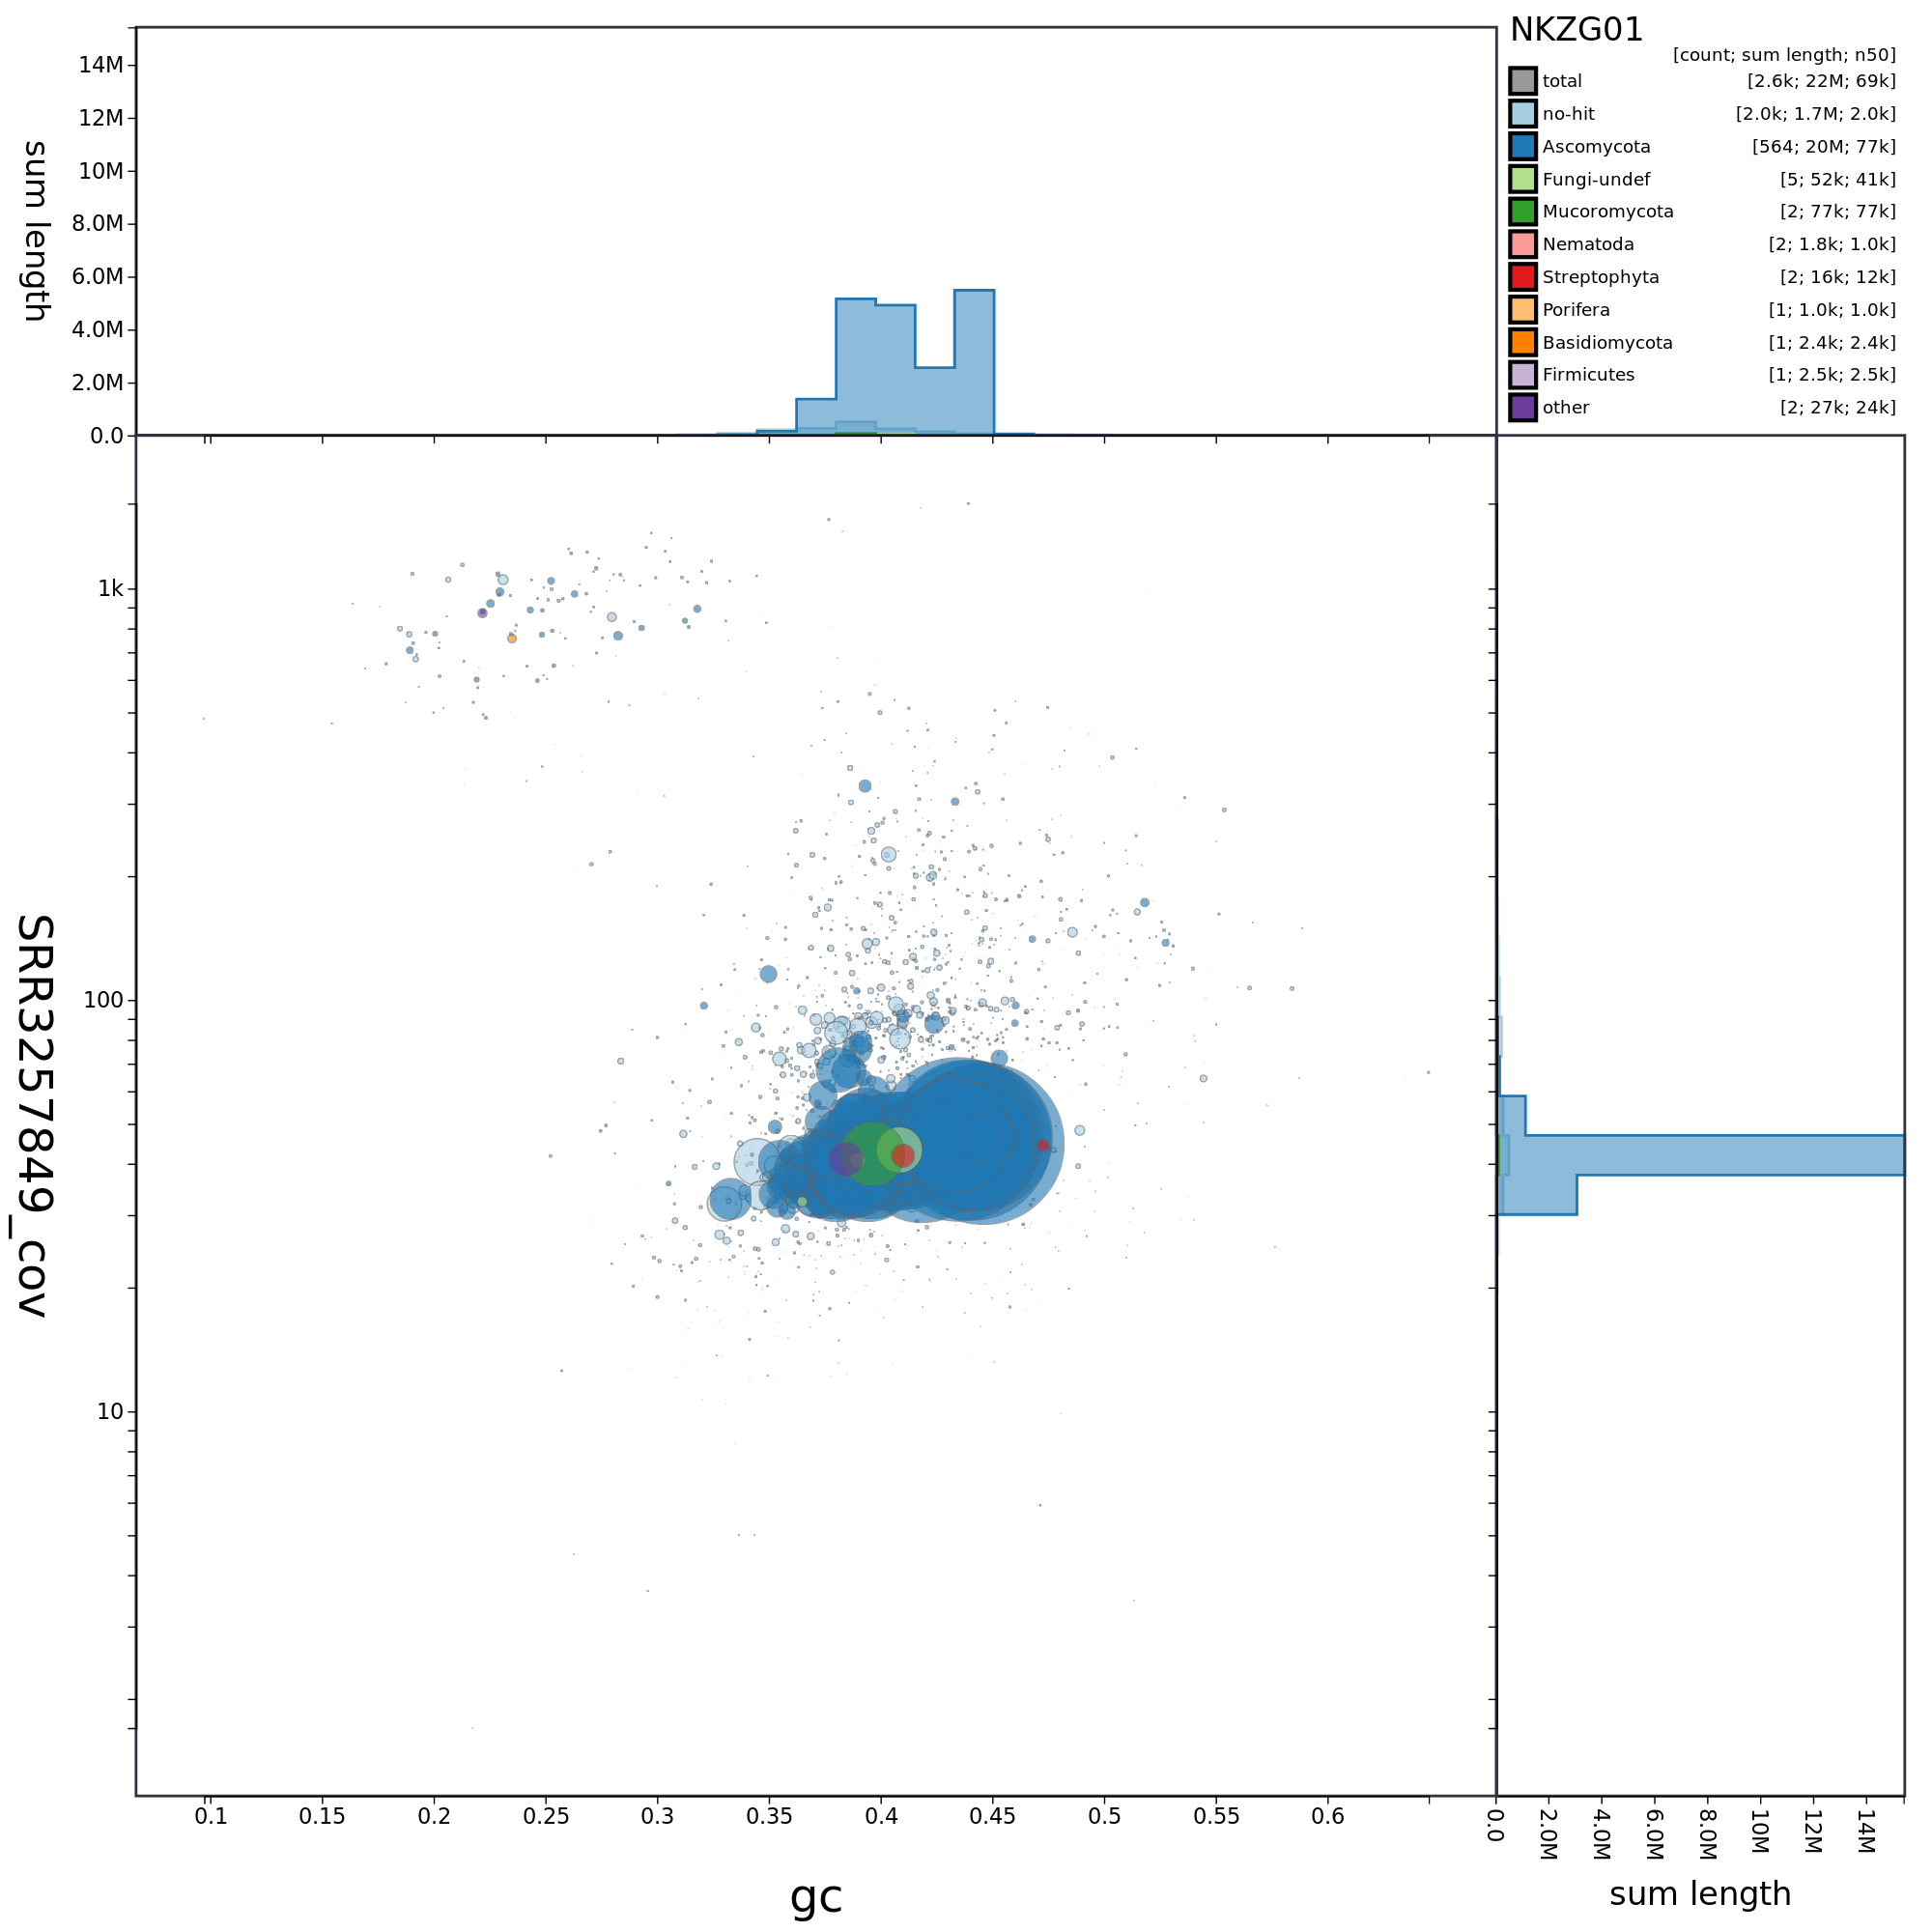 NKZG01
[count; sum length; n50]
total [2.6k; 22M; 69k]
no-hit [2.0k; 1.7M; 2.0k]
Ascomycota [564; 20M; 77k]
Fungi-undef [5; 52k; 41k]
Mucoromycota [2; 77k; 77k]
Nematoda [2; 1.8k; 1.0k]
Streptophyta [2; 16k; 12k]
Porifera [1; 1.0k; 1.0k]
Basidiomycota [1; 2.4k; 2.4k]
Firmicutes [1; 2.5k; 2.5k]
other [2; 27k; 24k]
sum length
14M
12M
10M
8.0M
6.0M
4.0M
2.0M
0.0
SRR3257849_cov
1k
100
10
0.1 0.15 0.2 0.25 0.3 0.35 0.4 0.45 0.5 0.55 0.6
gc
0.0 2.0M 4.0M 6.0M 8.0M 10M 12M 14M
sum length